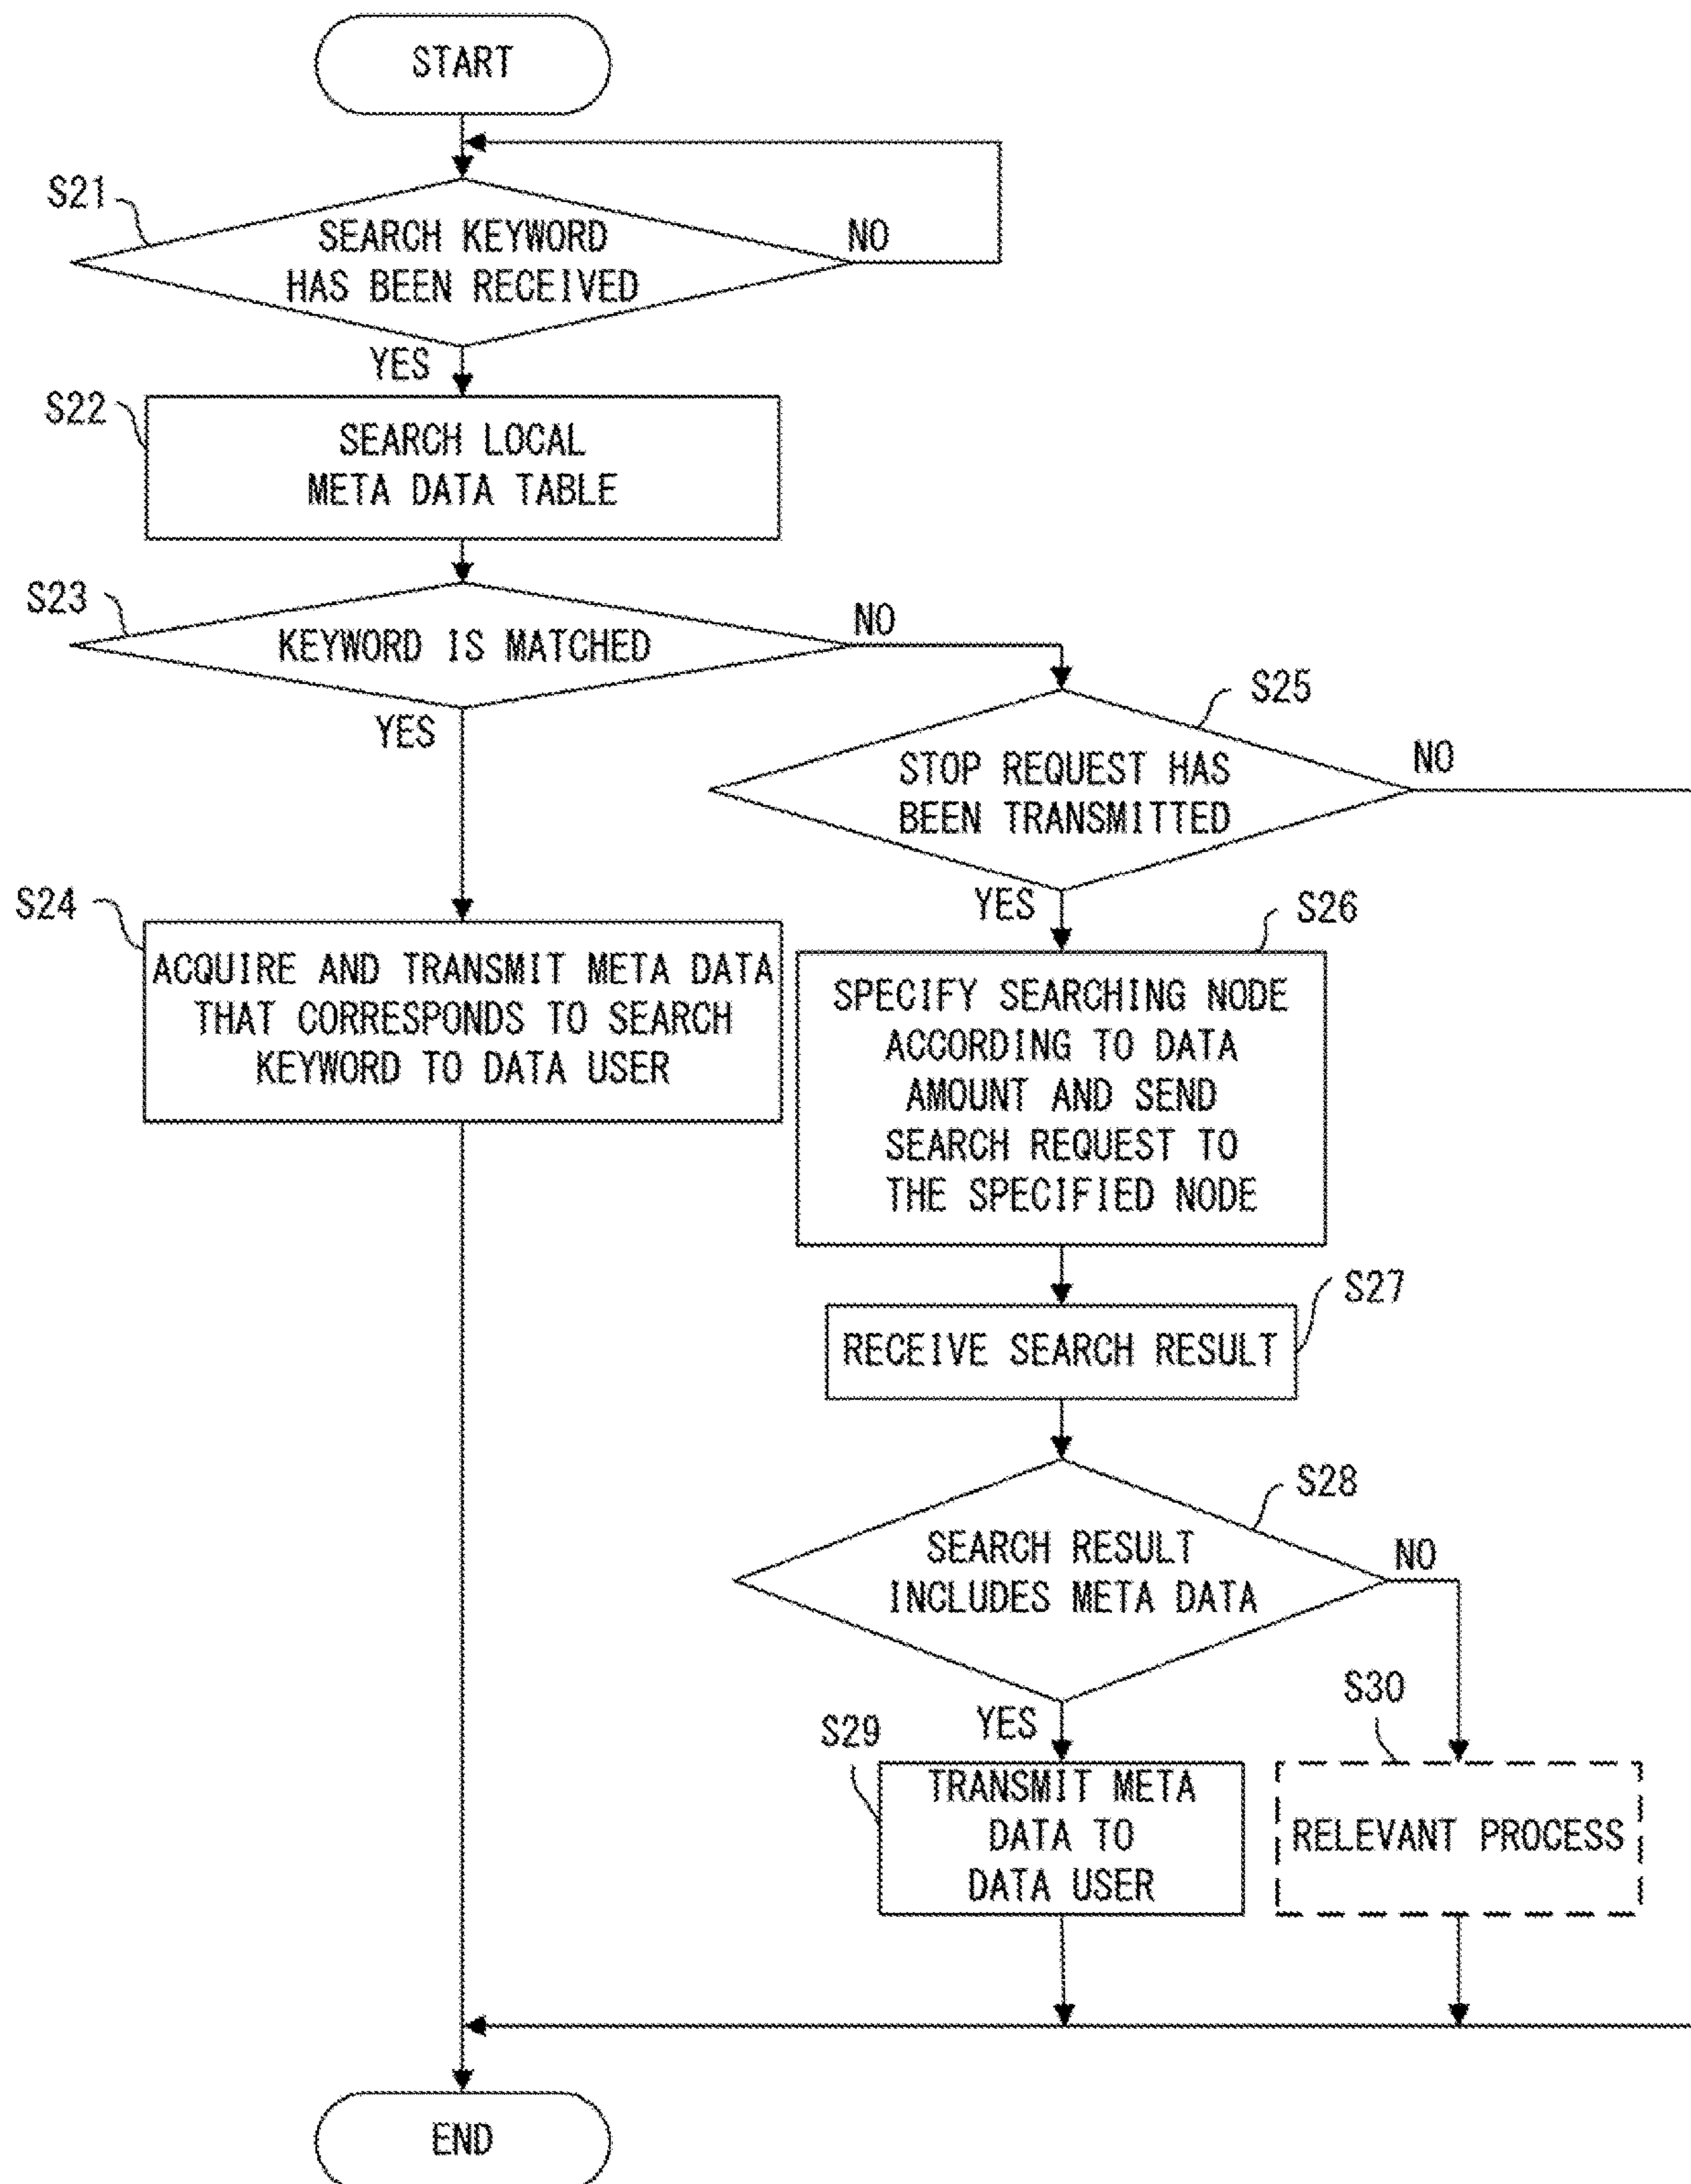 START
S21
SEARCH KEYWORD
HAS BEEN RECEIVED
NO
YES
S22
SEARCH LOCAL
META DATA TABLE
S23
KEYWORD IS MATCHED
NO
YES
S25
STOP REQUEST HAS
BEEN TRANSMITTED
NO
YES
S24
ACQUIRE AND TRANSMIT META DATA
THAT CORRESPONDS TO SEARCH
KEYWORD TO DATA USER
S26
SPECIFY SEARCHING NODE
ACCORDING TO DATA
AMOUNT AND SEND
SEARCH REQUEST TO
THE SPECIFIED NODE
S27
RECEIVE SEARCH RESULT
S28
SEARCH RESULT
INCLUDES META DATA
NO
YES
S29
TRANSMIT META
DATA TO
DATA USER
S30
RELEVANT PROCESS
END